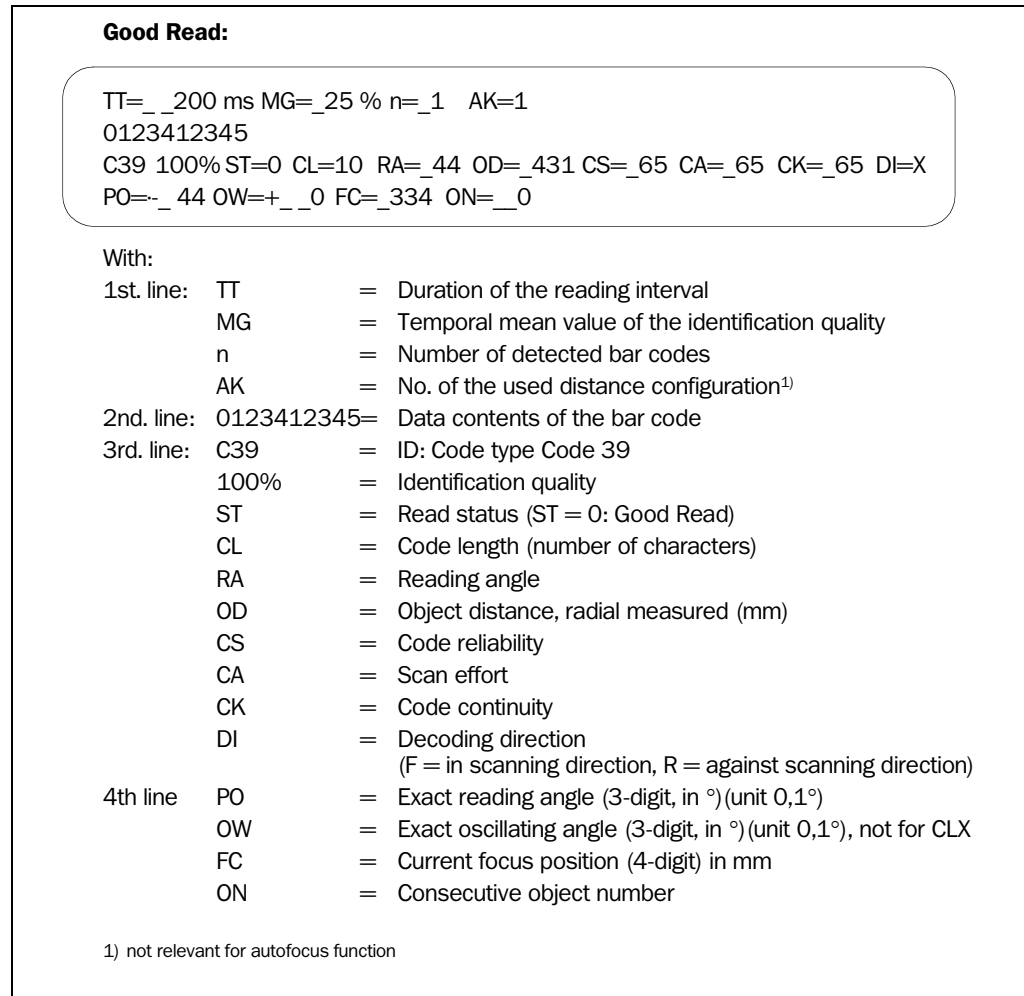 Good Read:
TT=_ _200 ms MG=_25 % n=_1 AK=1
0123412345
C39 100% ST=0 CL=10 RA=_44 OD=_431 CS=_65 CA=_65 CK=_65 DI=X
PO=-_ 44 OW=+_ _0 FC=_334 ON=__0
With:
1st. line: TT = Duration of the reading interval
MG = Temporal mean value of the identification quality
n = Number of detected bar codes
AK = No. of the used distance configuration1)
2nd. line: 0123412345= Data contents of the bar code
3rd. line: C39 = ID: Code type Code 39
100% = Identification quality
ST = Read status (ST = 0: Good Read)
CL = Code length (number of characters)
RA = Reading angle
OD = Object distance, radial measured (mm)
CS = Code reliability
CA = Scan effort
CK = Code continuity
DI = Decoding direction
(F = in scanning direction, R = against scanning direction)
4th line PO = Exact reading angle (3-digit, in °)(unit 0,1°)
OW = Exact oscillating angle (3-digit, in °)(unit 0,1°), not for CLX
FC = Current focus position (4-digit) in mm
ON = Consecutive object number
1) not relevant for autofocus function